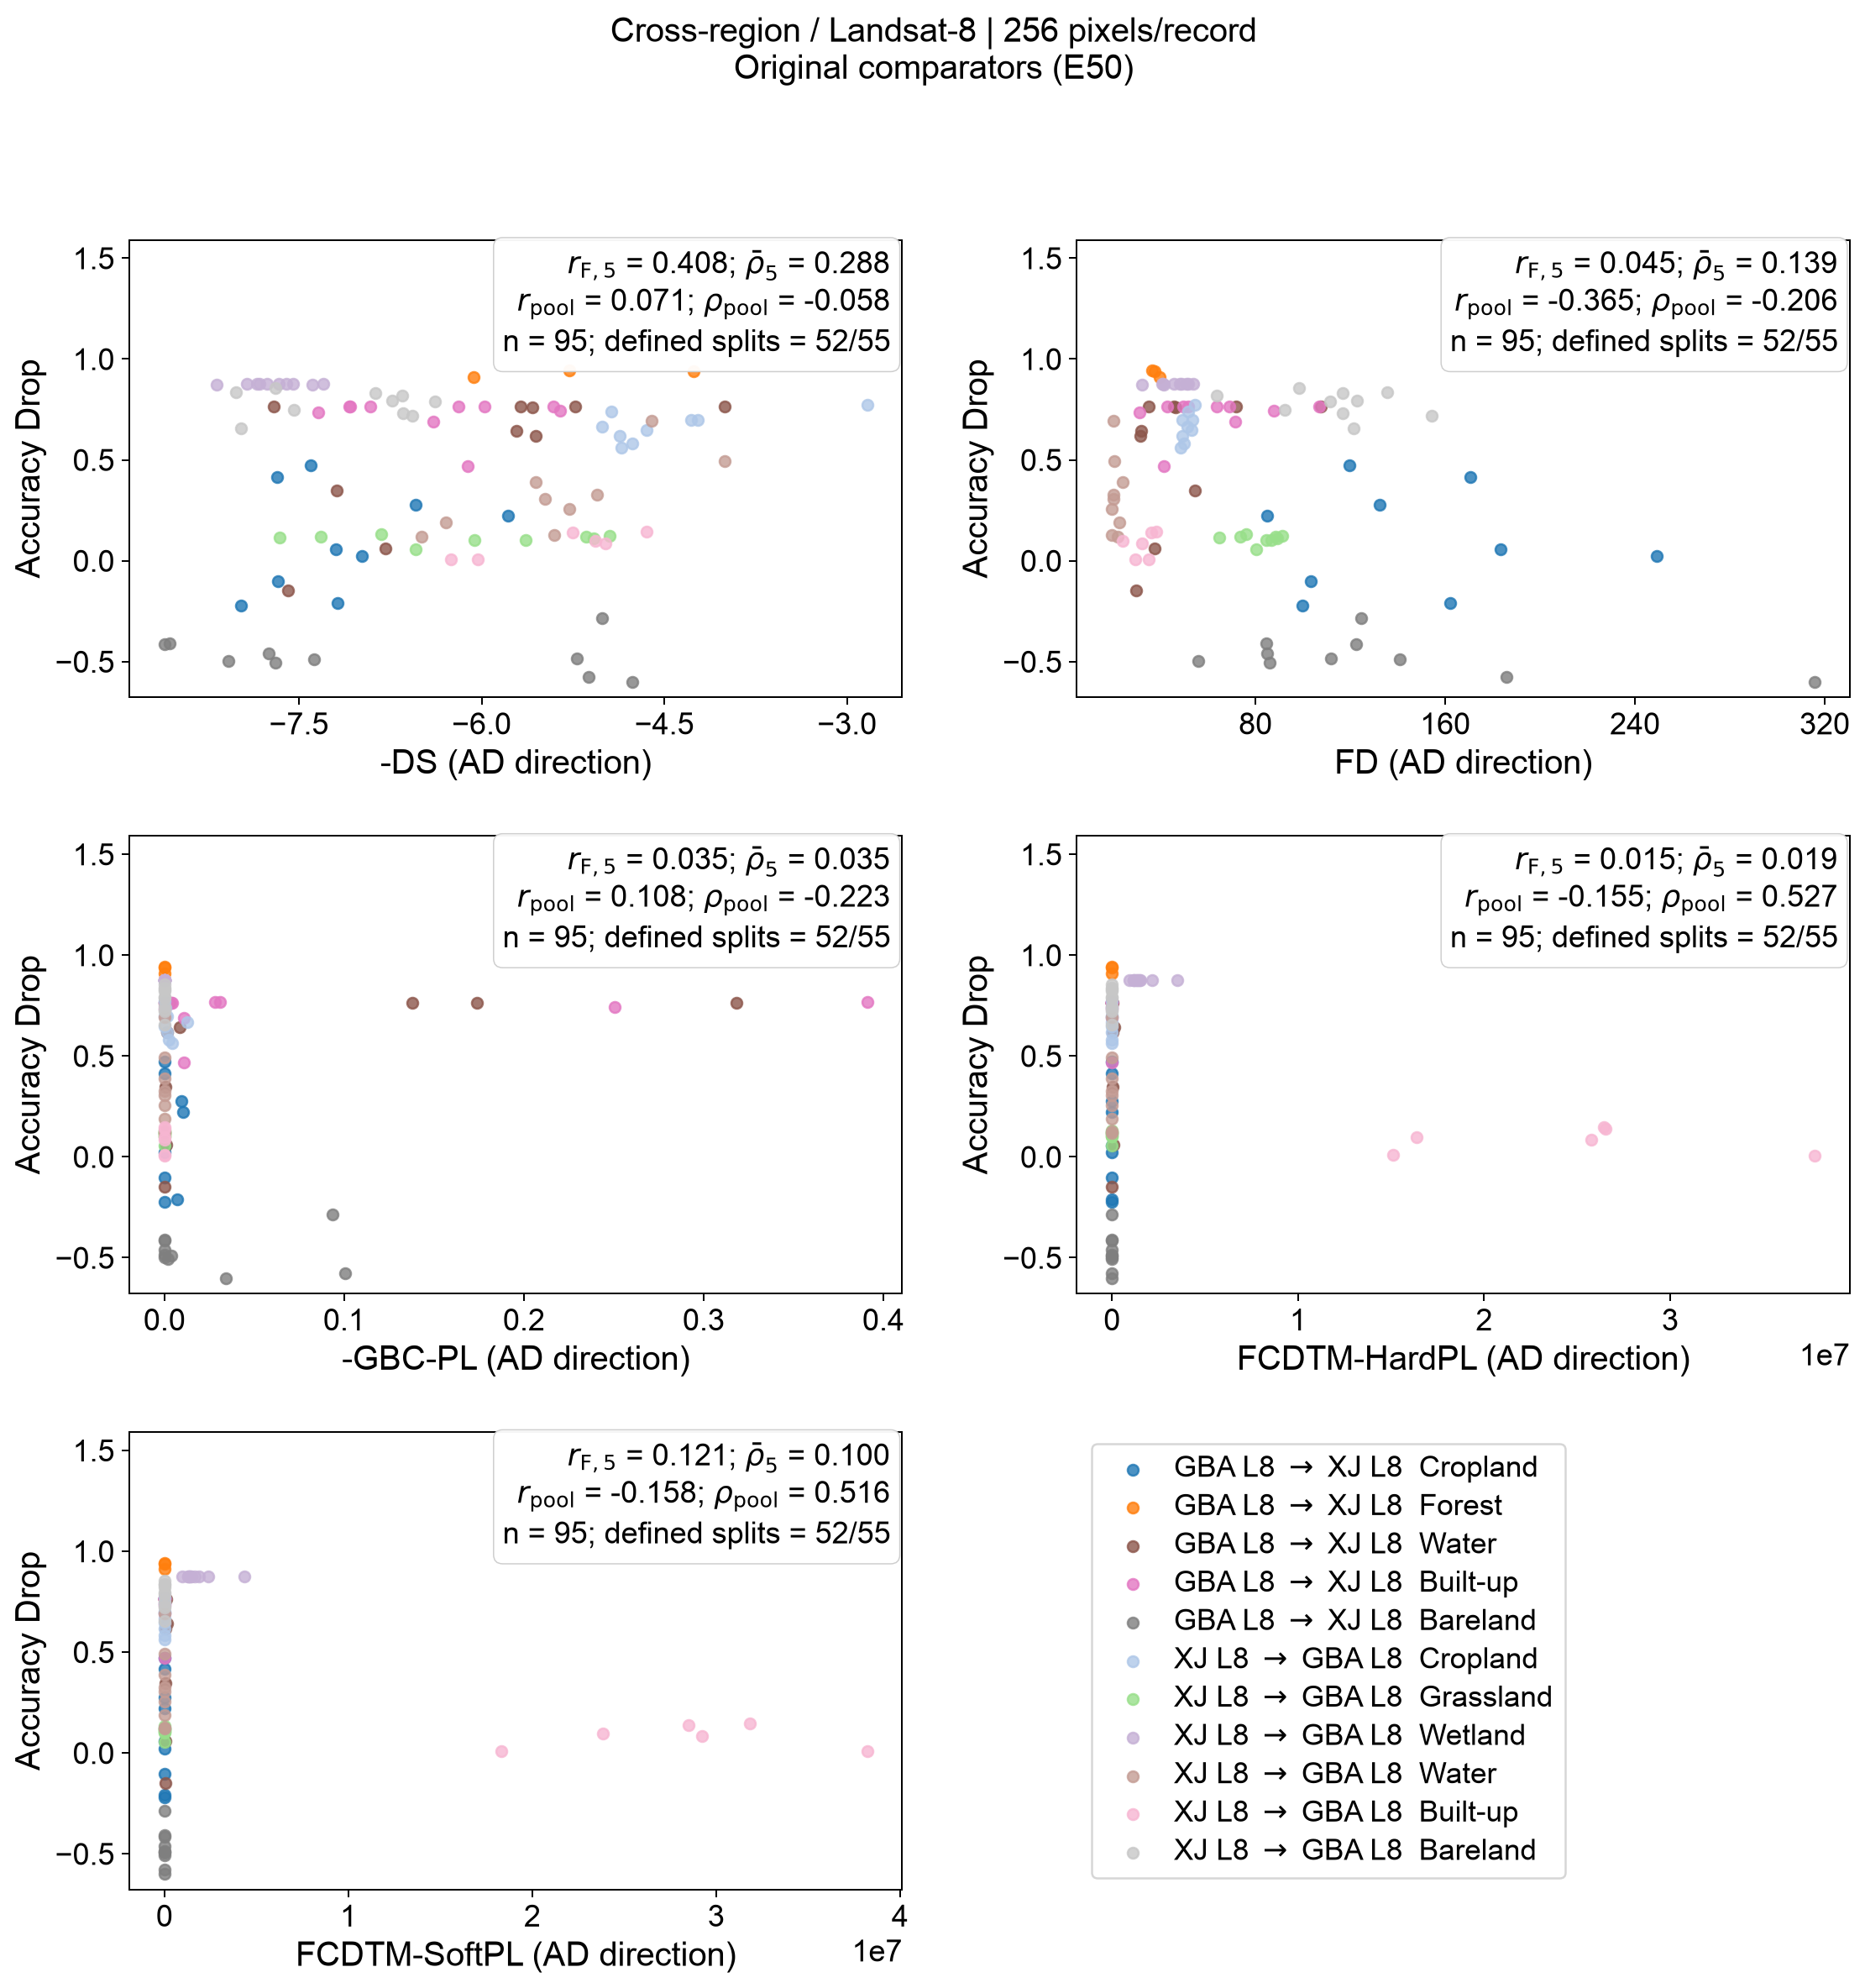 Cross-region / Landsat-8 | 256 pixels/record
Original comparators (E50)
1.5
1.0
0.5
0.0
−0.5
Accuracy Drop
r_F, 5 = 0.408; ρ̄_5 = 0.288
r_pool = 0.071; ρ_pool = -0.058
n = 95; defined splits = 52/55
−7.5
−6.0
−4.5
−3.0
-DS (AD direction)
1.5
1.0
0.5
0.0
−0.5
Accuracy Drop
r_F, 5 = 0.045; ρ̄_5 = 0.139
r_pool = -0.365; ρ_pool = -0.206
n = 95; defined splits = 52/55
80
160
240
320
FD (AD direction)
1.5
1.0
0.5
0.0
−0.5
Accuracy Drop
r_F, 5 = 0.035; ρ̄_5 = 0.035
r_pool = 0.108; ρ_pool = -0.223
n = 95; defined splits = 52/55
0.0
0.1
0.2
0.3
0.4
-GBC-PL (AD direction)
1.5
1.0
0.5
0.0
−0.5
Accuracy Drop
r_F, 5 = 0.015; ρ̄_5 = 0.019
r_pool = -0.155; ρ_pool = 0.527
n = 95; defined splits = 52/55
0
1
2
3
1e7
FCDTM-HardPL (AD direction)
1.5
1.0
0.5
0.0
−0.5
Accuracy Drop
r_F, 5 = 0.121; ρ̄_5 = 0.100
r_pool = -0.158; ρ_pool = 0.516
n = 95; defined splits = 52/55
0
1
2
3
4
1e7
FCDTM-SoftPL (AD direction)
GBA L8 → XJ L8 Cropland
GBA L8 → XJ L8 Forest
GBA L8 → XJ L8 Water
GBA L8 → XJ L8 Built-up
GBA L8 → XJ L8 Bareland
XJ L8 → GBA L8 Cropland
XJ L8 → GBA L8 Grassland
XJ L8 → GBA L8 Wetland
XJ L8 → GBA L8 Water
XJ L8 → GBA L8 Built-up
XJ L8 → GBA L8 Bareland